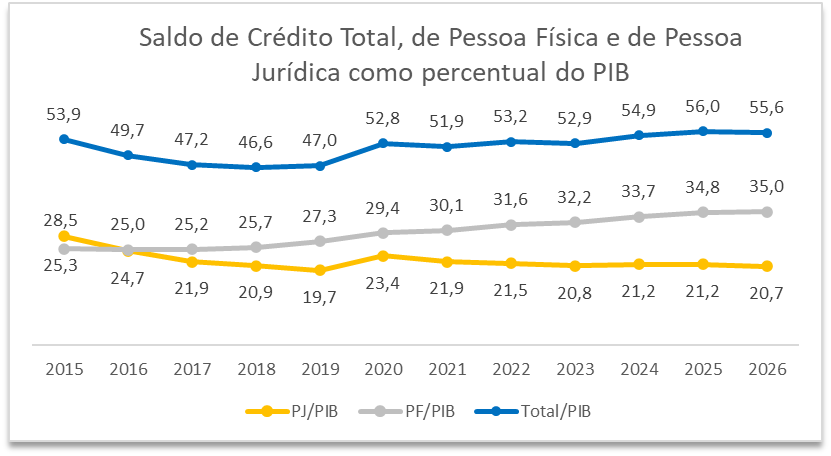 Saldo de Crédito Total, de Pessoa Física e de Pessoa
Jurídica como percentual do PIB
53,9 49,7 47,2 46,6 47,0 52,8 51,9 53,2 52,9 54,9 56,0 55,6
28,5 25,0 25,2 25,7 27,3 29,4 30,1 31,6 32,2 33,7 34,8 35,0
25,3 24,7 21,9 20,9 19,7 23,4 21,9 21,5 20,8 21,2 21,2 20,7
2015 2016 2017 2018 2019 2020 2021 2022 2023 2024 2025 2026
PJ/PIB PF/PIB Total/PIB